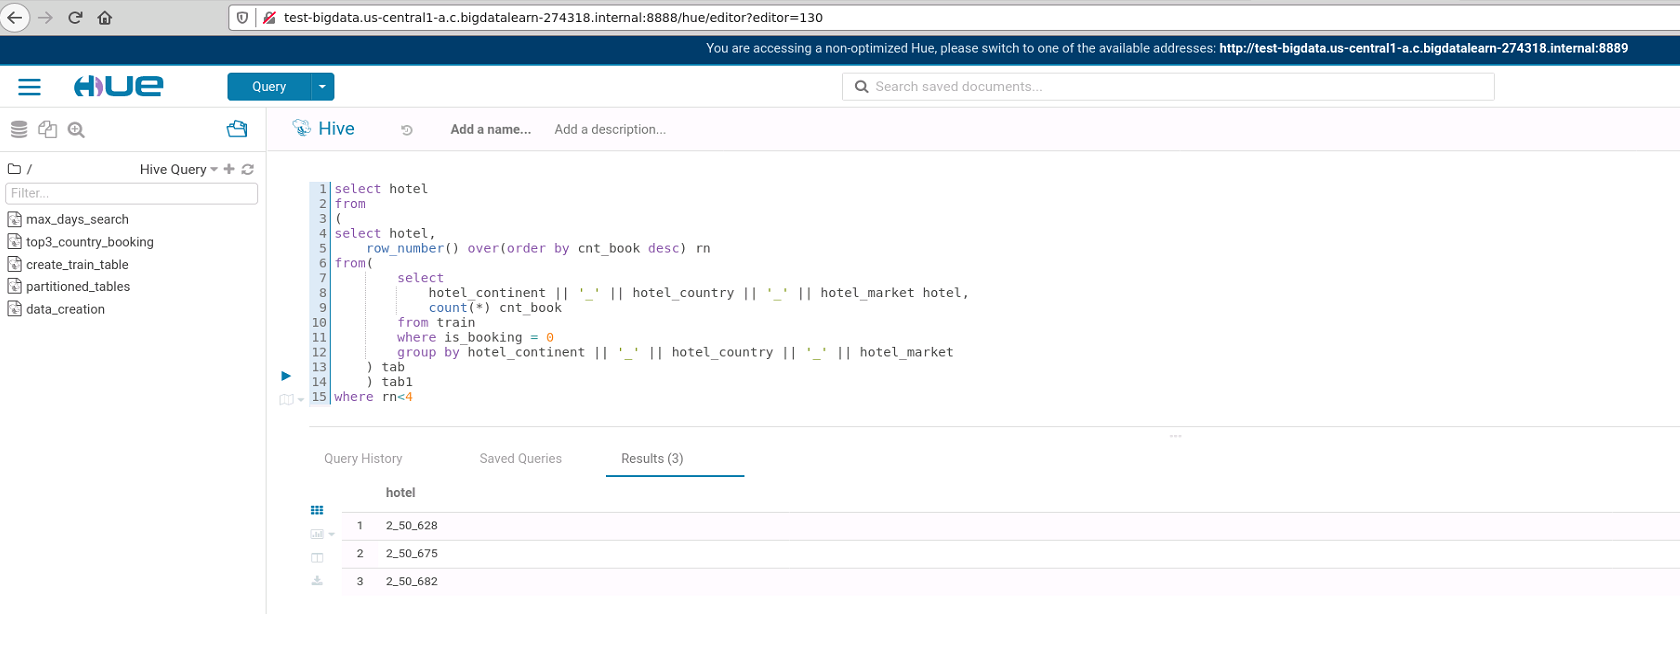 test-bigdata.us-central1-a.c.bigdatalearn-274318.internal:8888/hue/editor?editor=130
You are accessing a non-optimized Hue, please switch to one of the available addresses: http://test-bigdata.us-central1-a.c.bigdatalearn-274318.internal:8889
HUE Query Search saved documents...
Hive Add a name... Add a description...
/ Hive Query
Filter...
max_days_search
top3_country_booking
create_train_table
partitioned_tables
data_creation
1 select hotel
2 from
3 (
4 select hotel,
5 row_number() over(order by cnt_book desc) rn
6 from(
7 select
8 hotel_continent || '_' || hotel_country || '_' || hotel_market hotel,
9 count(*) cnt_book
10 from train
11 where is_booking = 0
12 group by hotel_continent || '_' || hotel_country || '_' || hotel_market
13 ) tab
14 ) tab1
15 where rn<4
Query History Saved Queries Results (3)
hotel
1 2_50_628
2 2_50_675
3 2_50_682